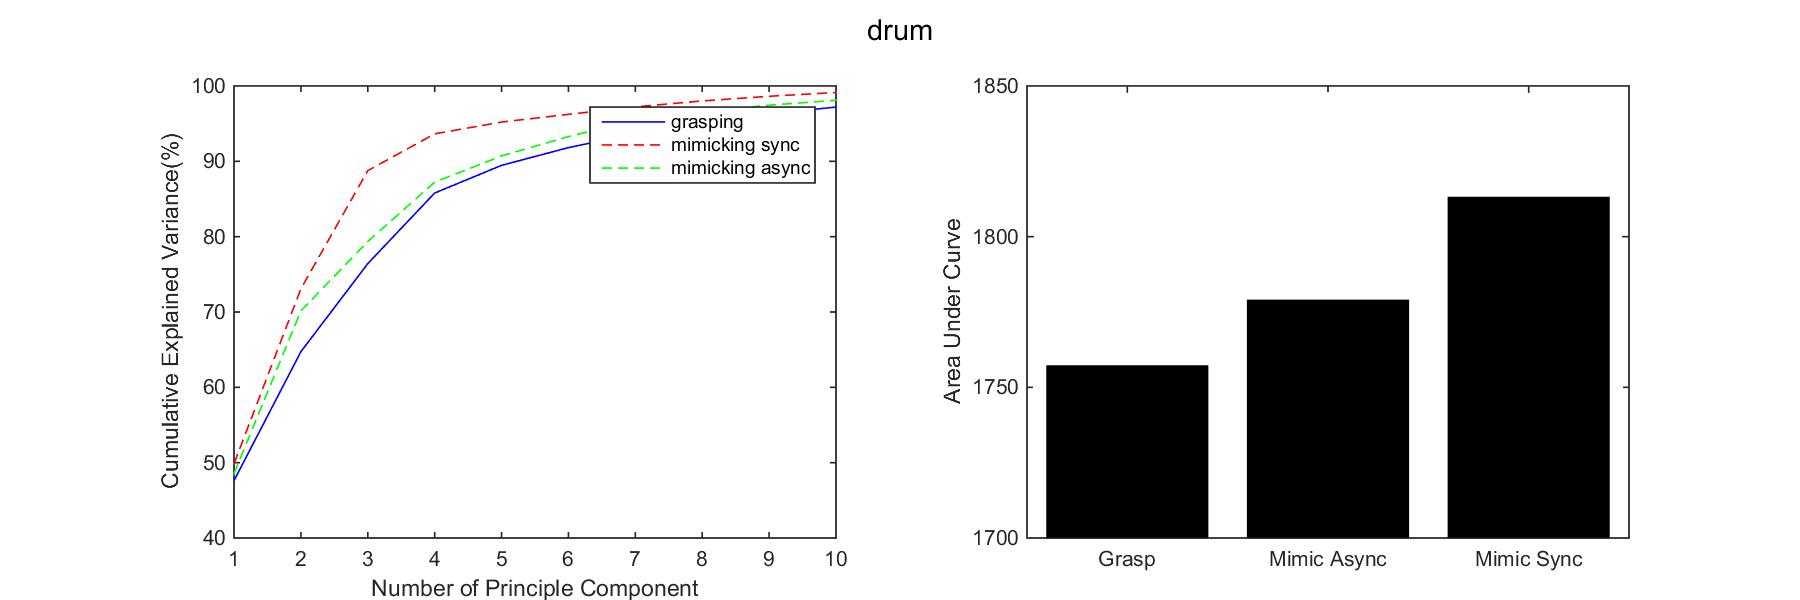 drum
100
90
80
70
60
50
40
1 2 3 4 5 6 7 8 9 10
Cumulative Explained Variance(%)
Number of Principle Component
grasping
mimicking sync
mimicking async
1850
1800
1750
1700
Area Under Curve
Grasp Mimic Async Mimic Sync